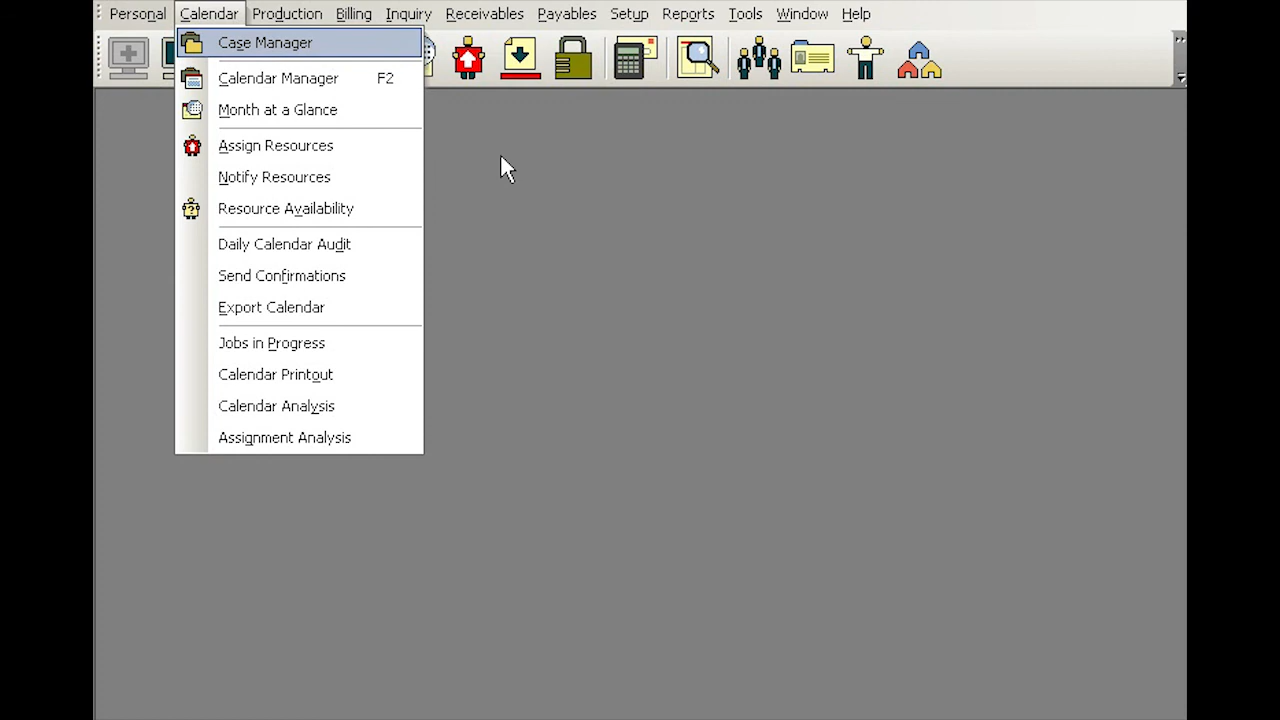 Personal Calendar Production Billing Inquiry Receivables Payables Setup Reports Tools Window Help
Case Manager
Calendar Manager F2
Month at a Glance
Assign Resources
Notify Resources
Resource Availability
Daily Calendar Audit
Send Confirmations
Export Calendar
Jobs in Progress
Calendar Printout
Calendar Analysis
Assignment Analysis